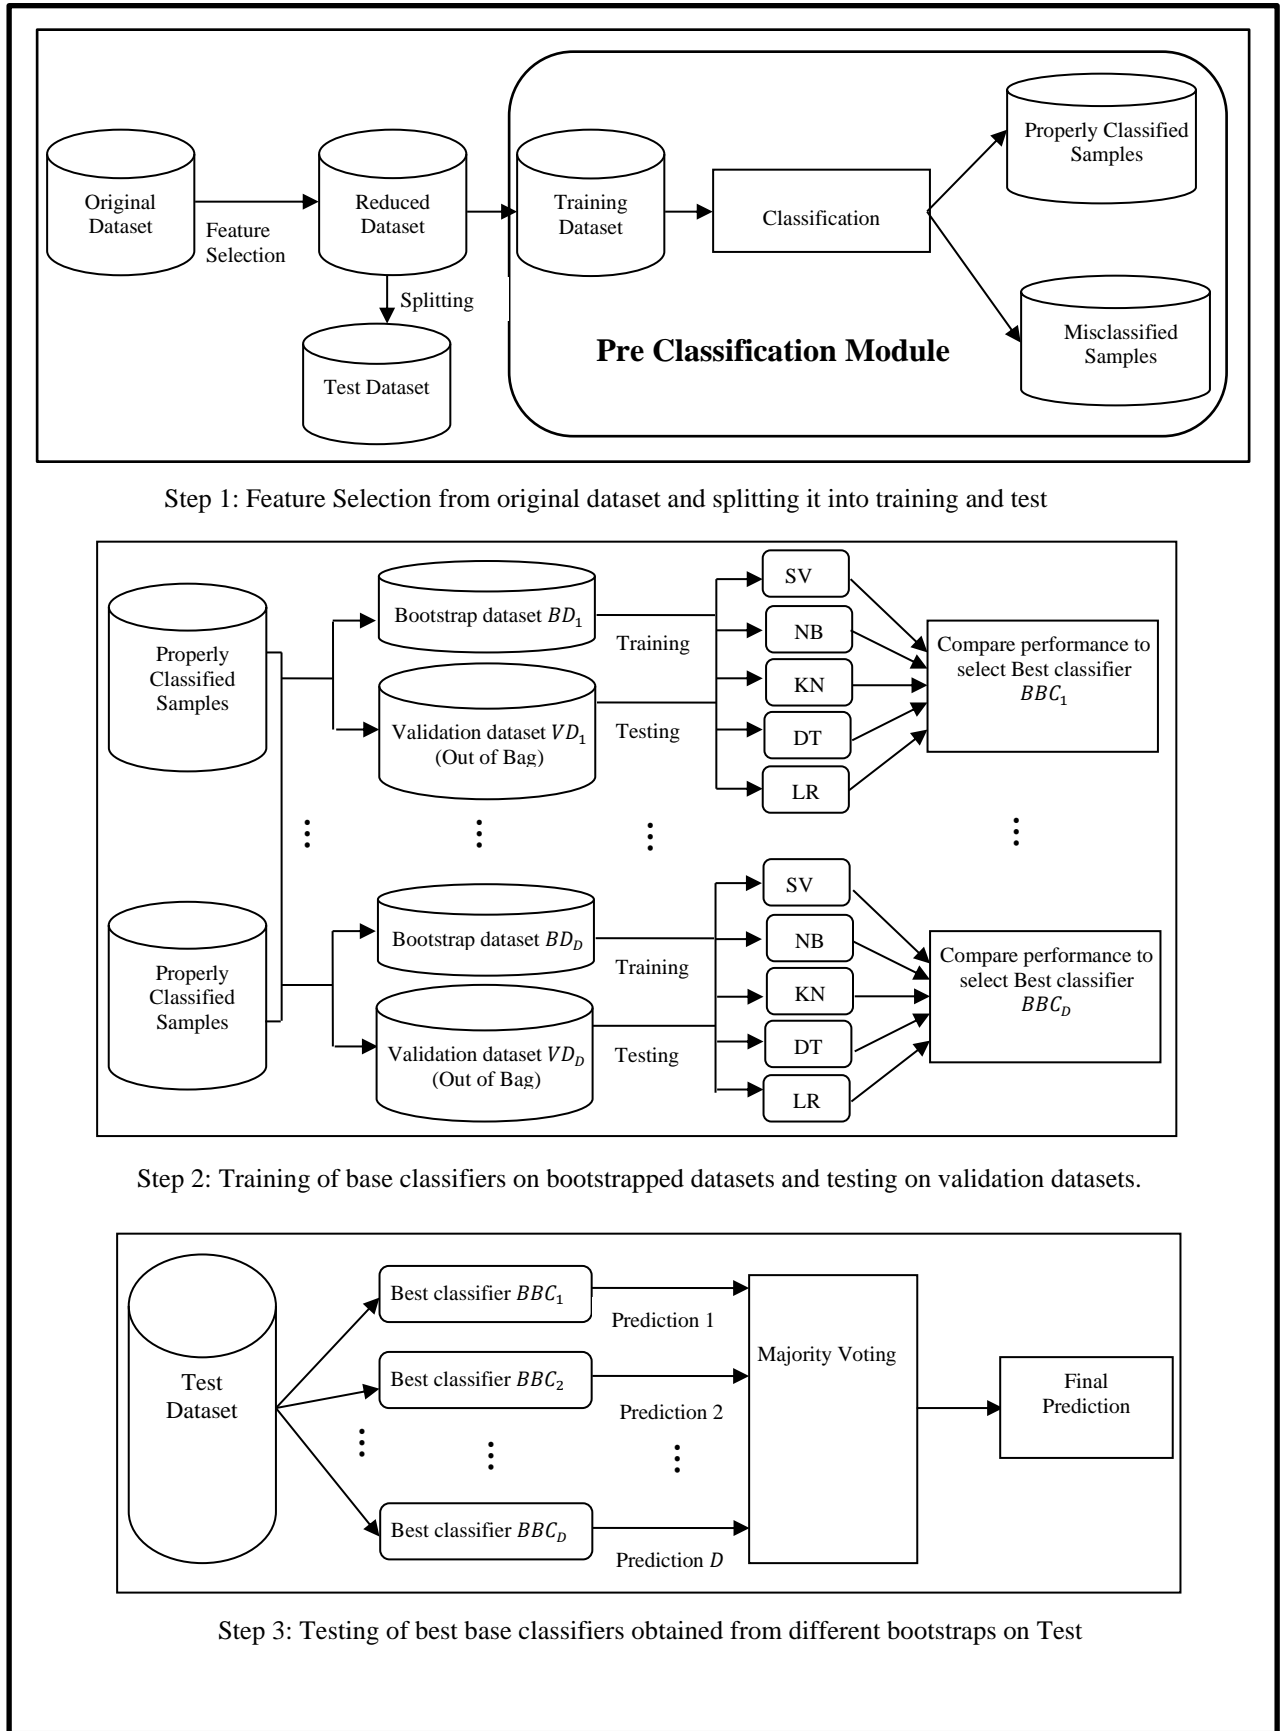 Original
Dataset
Feature
Selection
Reduced
Dataset
Splitting
Test Dataset
Training
Dataset
Classification
Properly Classified
Samples
Misclassified
Samples
Pre Classification Module
Step 1: Feature Selection from original dataset and splitting it into training and test
Properly
Classified
Samples
Bootstrap dataset BD₁
Validation dataset VD₁
(Out of Bag)
Training
Testing
SV
NB
KN
DT
LR
Compare performance to
select Best classifier
BBC₁
Properly
Classified
Samples
Bootstrap dataset BD_D
Validation dataset VD_D
(Out of Bag)
Training
Testing
SV
NB
KN
DT
LR
Compare performance to
select Best classifier
BBC_D
Step 2: Training of base classifiers on bootstrapped datasets and testing on validation datasets.
Test
Dataset
Best classifier BBC₁
Prediction 1
Best classifier BBC₂
Prediction 2
Best classifier BBC_D
Prediction D
Majority Voting
Final
Prediction
Step 3: Testing of best base classifiers obtained from different bootstraps on Test